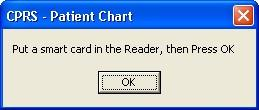 CPRS - Patient Chart
Put a smart card in the Reader, then Press OK
OK